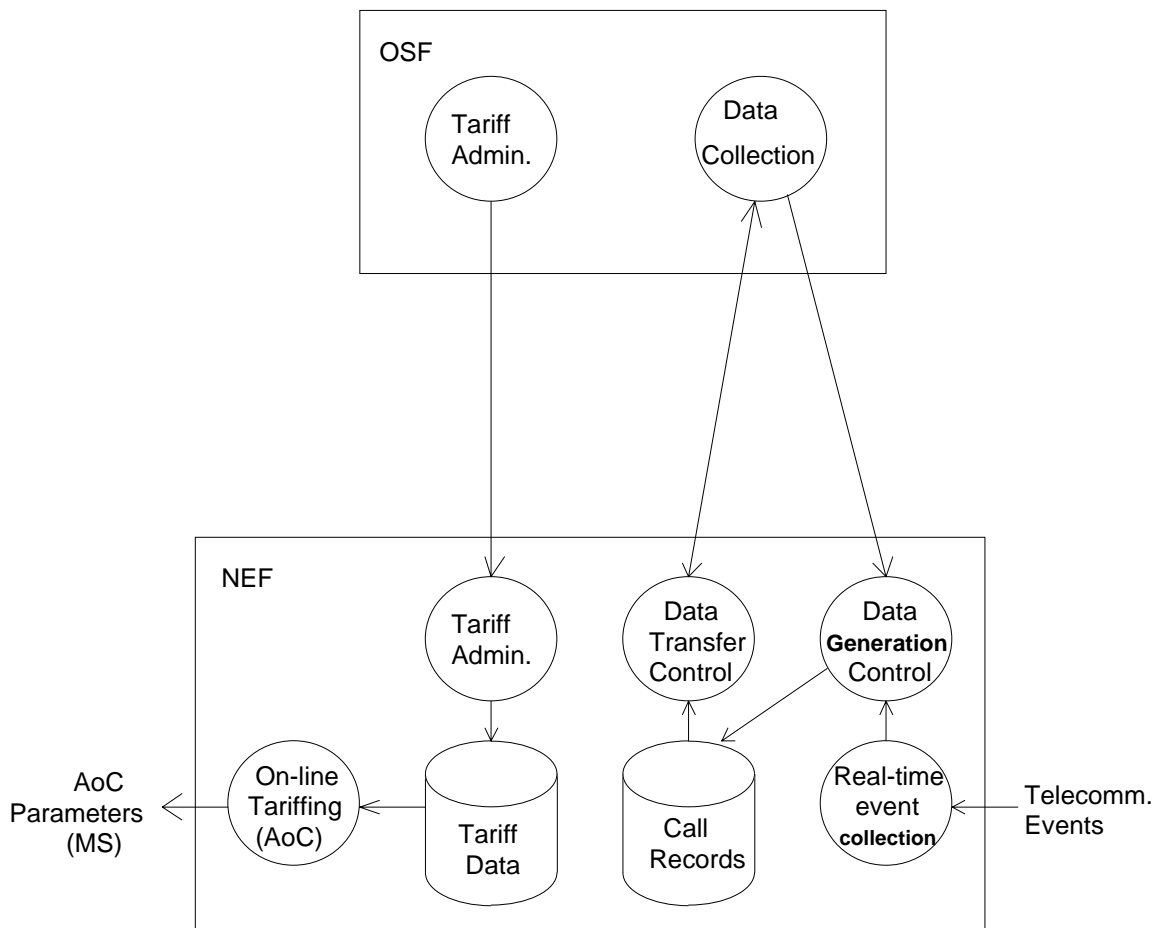 OSF
Tariff
Admin.
Data
Collection
NEF
Tariff
Admin.
Data
Transfer
Control
Data
Generation
Control
AoC
Parameters
(MS)
On-line
Tariffing
(AoC)
Tariff
Data
Call
Records
Real-time
event
collection
Telecomm.
Events